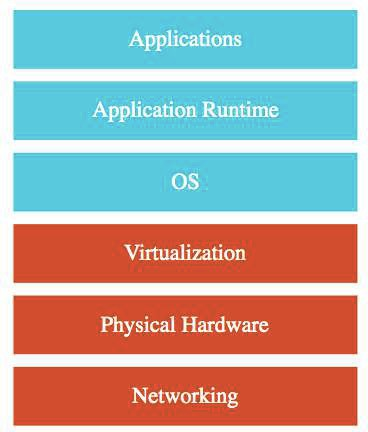 Applications
Application Runtime
OS
Virtualization
Physical Hardware
Networking